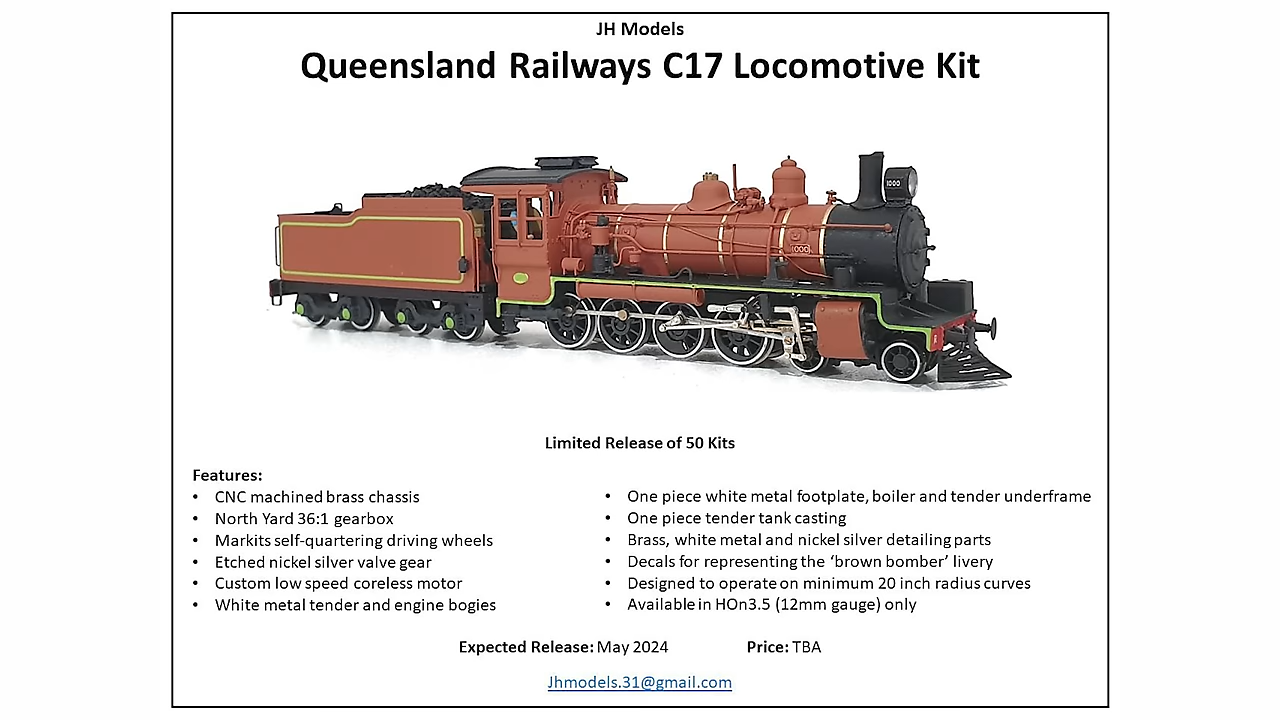 JH Models
Queensland Railways C17 Locomotive Kit
1000
1000
Limited Release of 50 Kits
Features:
• CNC machined brass chassis
• North Yard 36:1 gearbox
• Markits self-quartering driving wheels
• Etched nickel silver valve gear
• Custom low speed coreless motor
• White metal tender and engine bogies
• One piece white metal footplate, boiler and tender underframe
• One piece tender tank casting
• Brass, white metal and nickel silver detailing parts
• Decals for representing the ‘brown bomber’ livery
• Designed to operate on minimum 20 inch radius curves
• Available in HOn3.5 (12mm gauge) only
Expected Release: May 2024 Price: TBA
Jhmodels.31@gmail.com